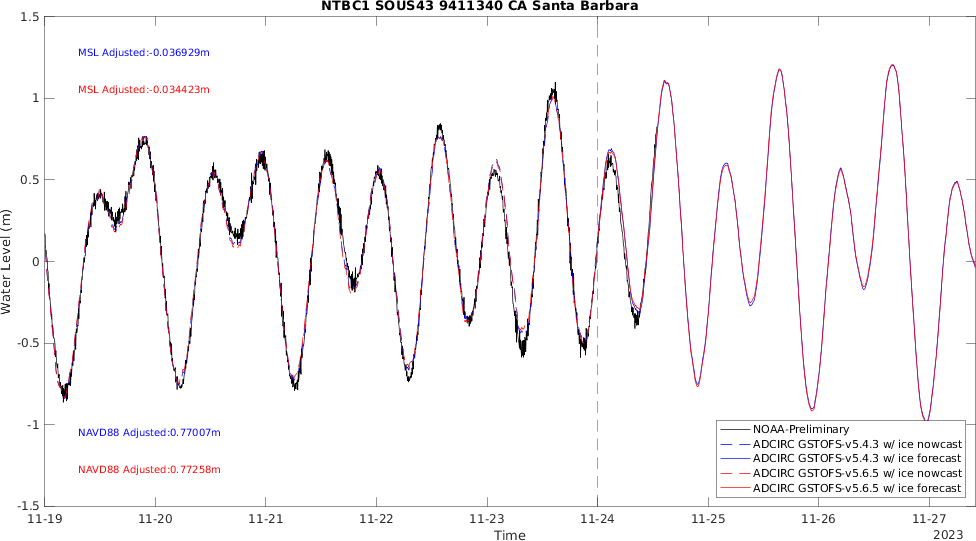 NTBC1 SOUS43 9411340 CA Santa Barbara
1.5
1
0.5
0
-0.5
-1
-1.5
Water Level (m)
MSL Adjusted:-0.036929m
MSL Adjusted:-0.034423m
NAVD88 Adjusted:0.77007m
NAVD88 Adjusted:0.77258m
NOAA-Preliminary
ADCIRC GSTOFS-v5.4.3 w/ ice nowcast
ADCIRC GSTOFS-v5.4.3 w/ ice forecast
ADCIRC GSTOFS-v5.6.5 w/ ice nowcast
ADCIRC GSTOFS-v5.6.5 w/ ice forecast
11-19 11-20 11-21 11-22 11-23 11-24 11-25 11-26 11-27
Time
2023